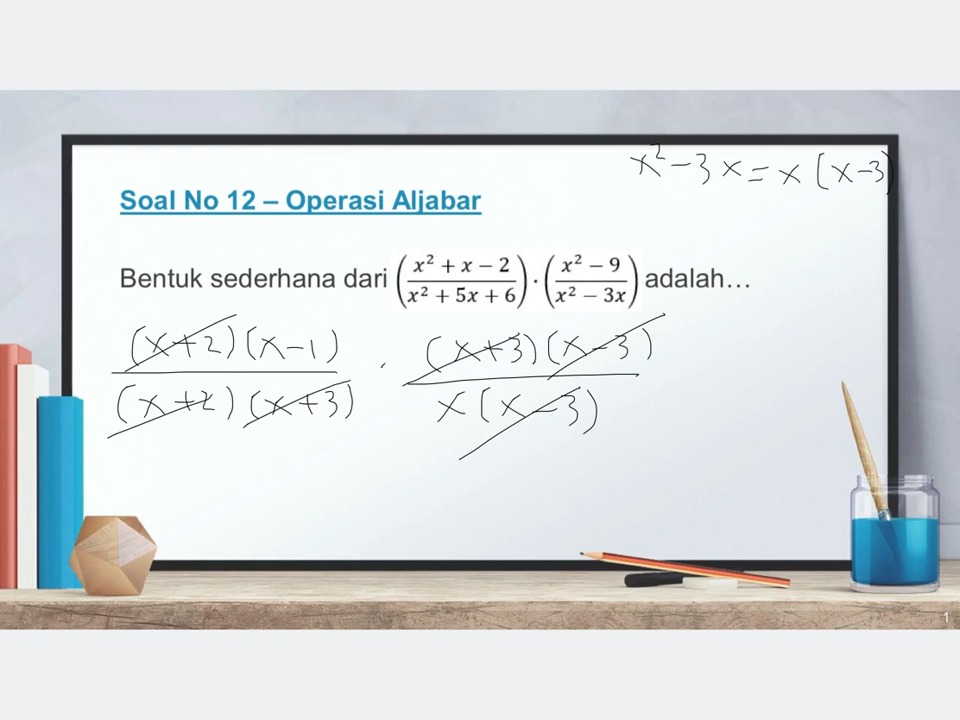 x² − 3x = x (x−3)
Soal No 12 – Operasi Aljabar
Bentuk sederhana dari ((x² + x − 2)/(x² + 5x + 6)) · ((x² − 9)/(x² − 3x)) adalah…
(x+2)(x−1) · (x+3)(x−3)
(x+2)(x+3) x(x−3)
1